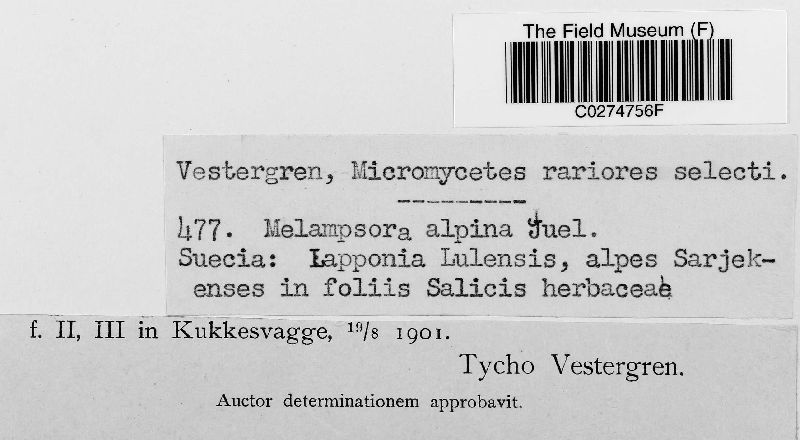 The Field Museum (F)
C0274756F
Vestergren, Micromycetes rariores selecti.
477. Melampsora alpina Juel.
Suecia: Lapponia Lulensis, alpes Sarjek-
enses in foliis Salicis herbaceae
f. II, III in Kukkesvagge, 19/8 1901.
Tycho Vestergren.
Auctor determinationem approbavit.